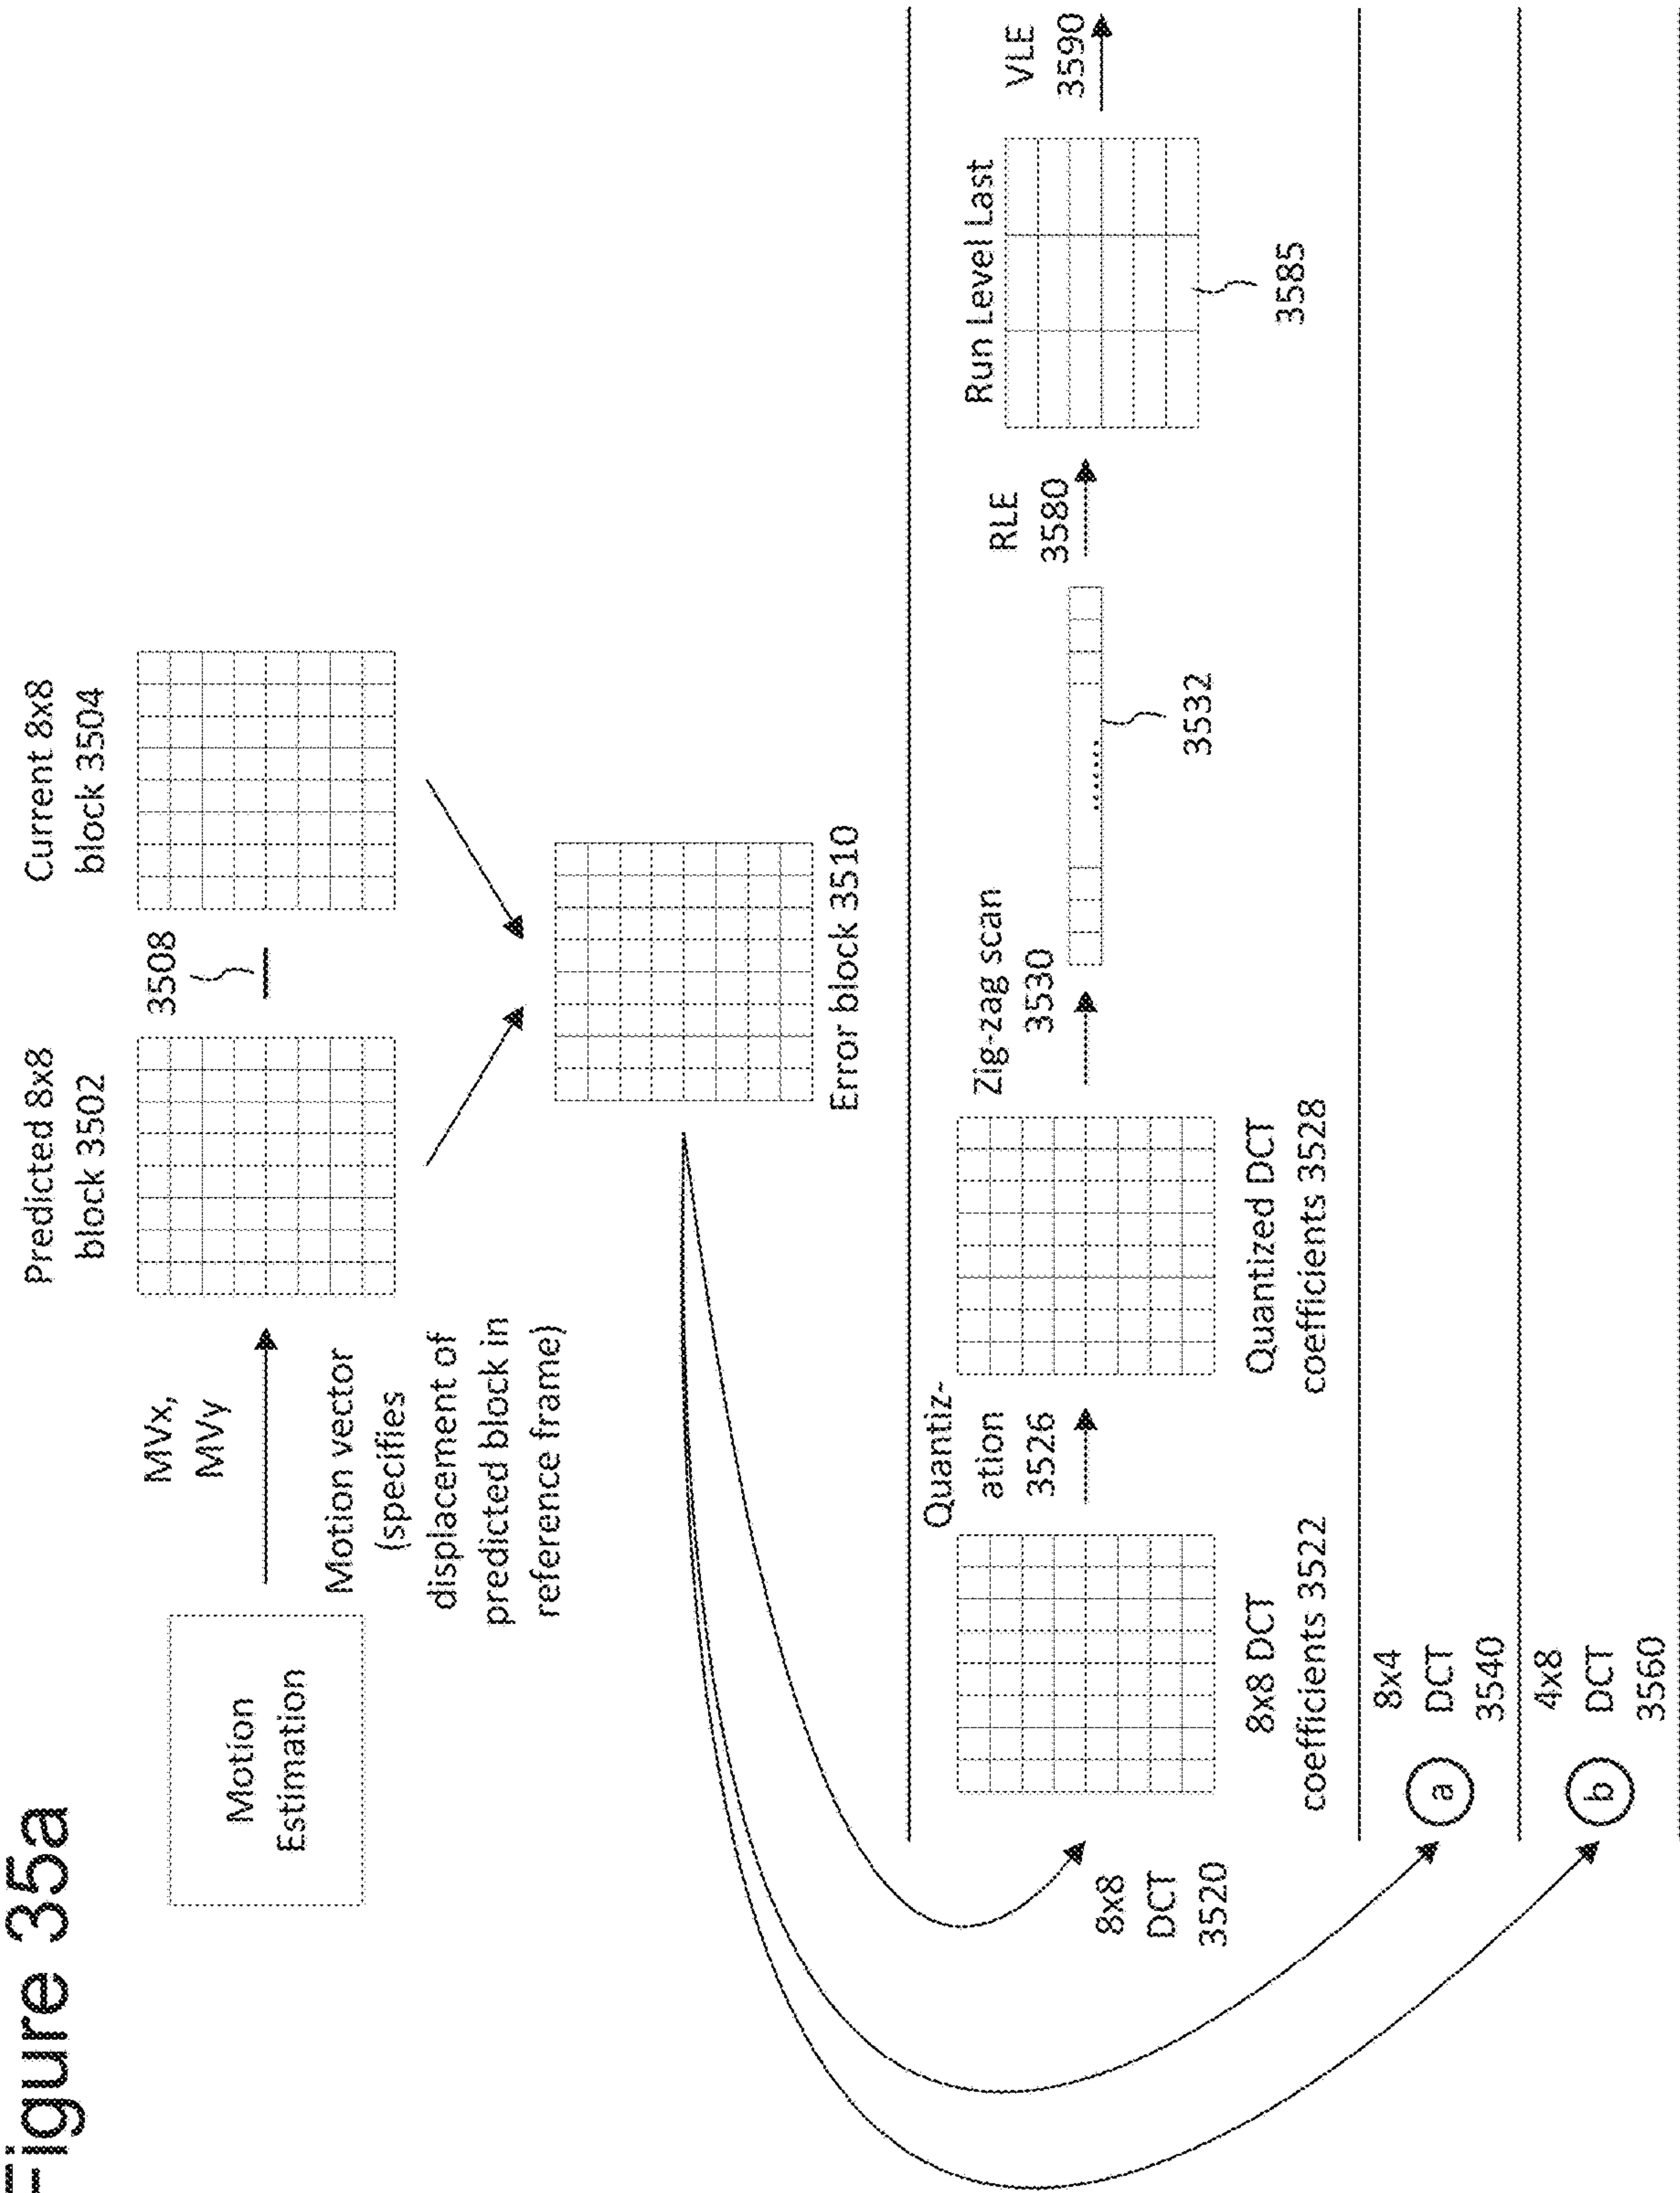 Figure 35a
Motion
Estimation
MVx,
MVy
Motion vector
(specifies
displacement of
predicted block in
reference frame)
Predicted 8x8
block 3502
3508
Current 8x8
block 3504
Error block 3510
8x8
DCT
3520
8x8 DCT
coefficients 3522
Quantiz-
ation
3526
Quantized DCT
coefficients 3528
Zig-zag scan
3530
3532
RLE
3580
Run Level Last
3585
VLE
3590
a
8x4
DCT
3540
b
4x8
DCT
3560